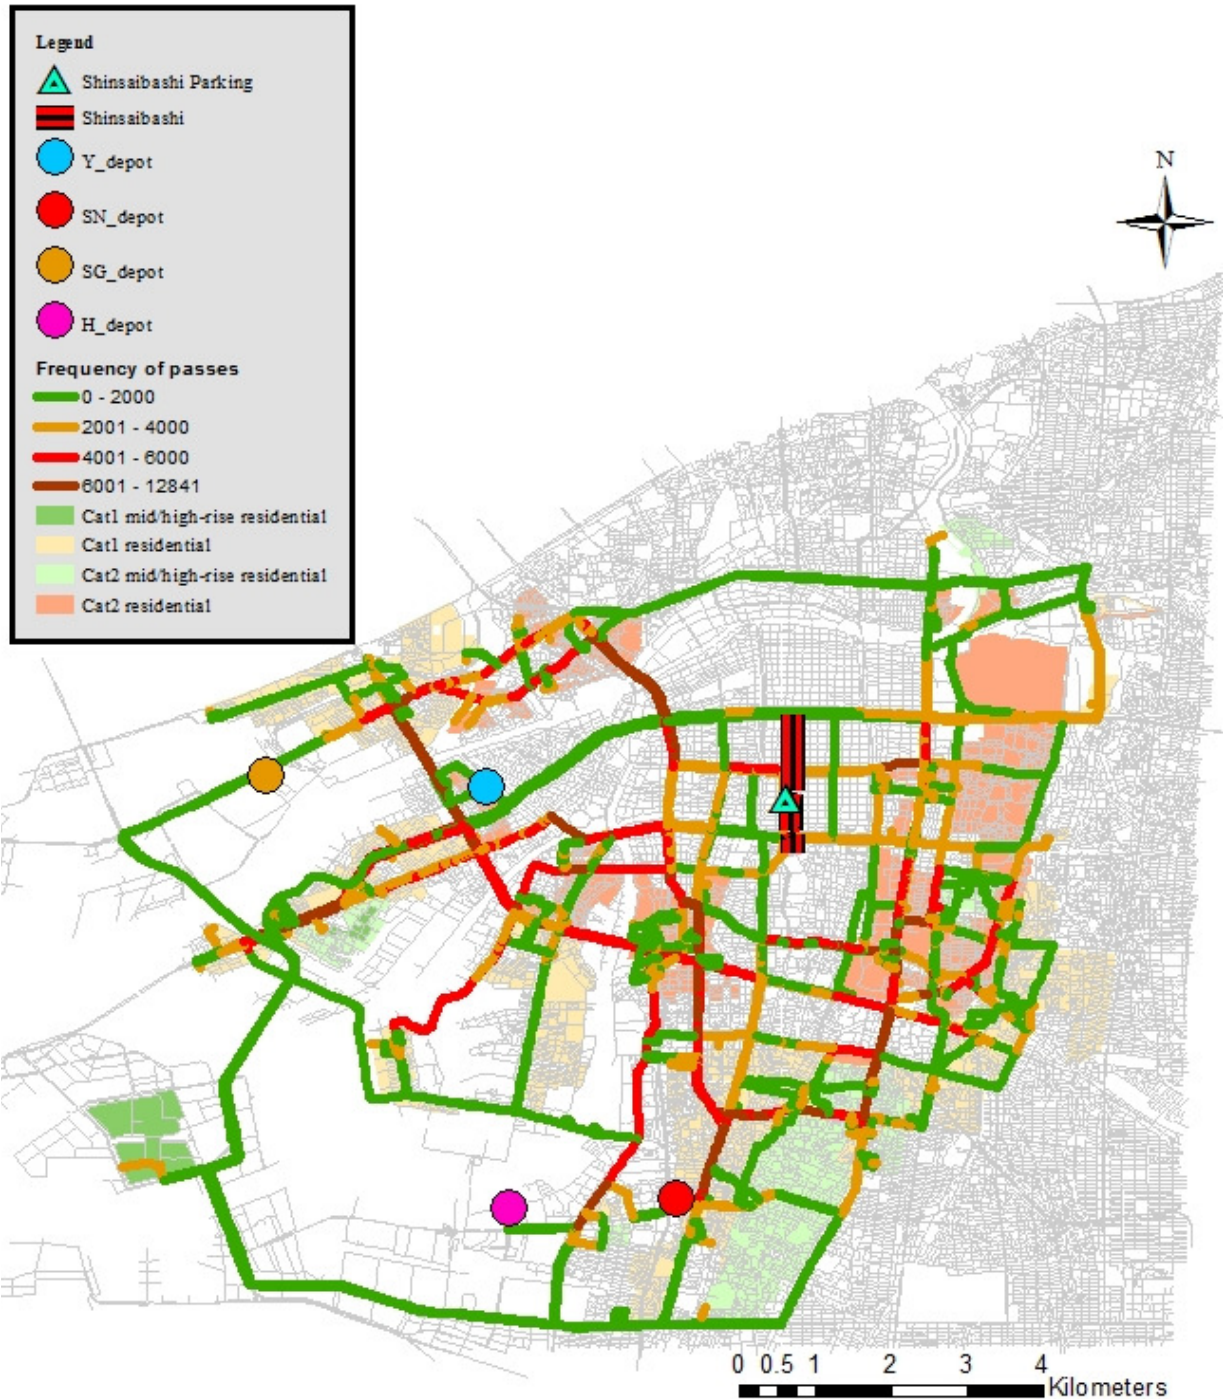 Legend
Shinsaibashi Parking
Shinsaibashi
Y_depot
SN_depot
SG_depot
H_depot
Frequency of passes
0 - 2000
2001 - 4000
4001 - 6000
6001 - 12841
Cat1 mid/high-rise residential
Cat1 residential
Cat2 mid/high-rise residential
Cat2 residential
N
0 0.5 1 2 3 4
Kilometers